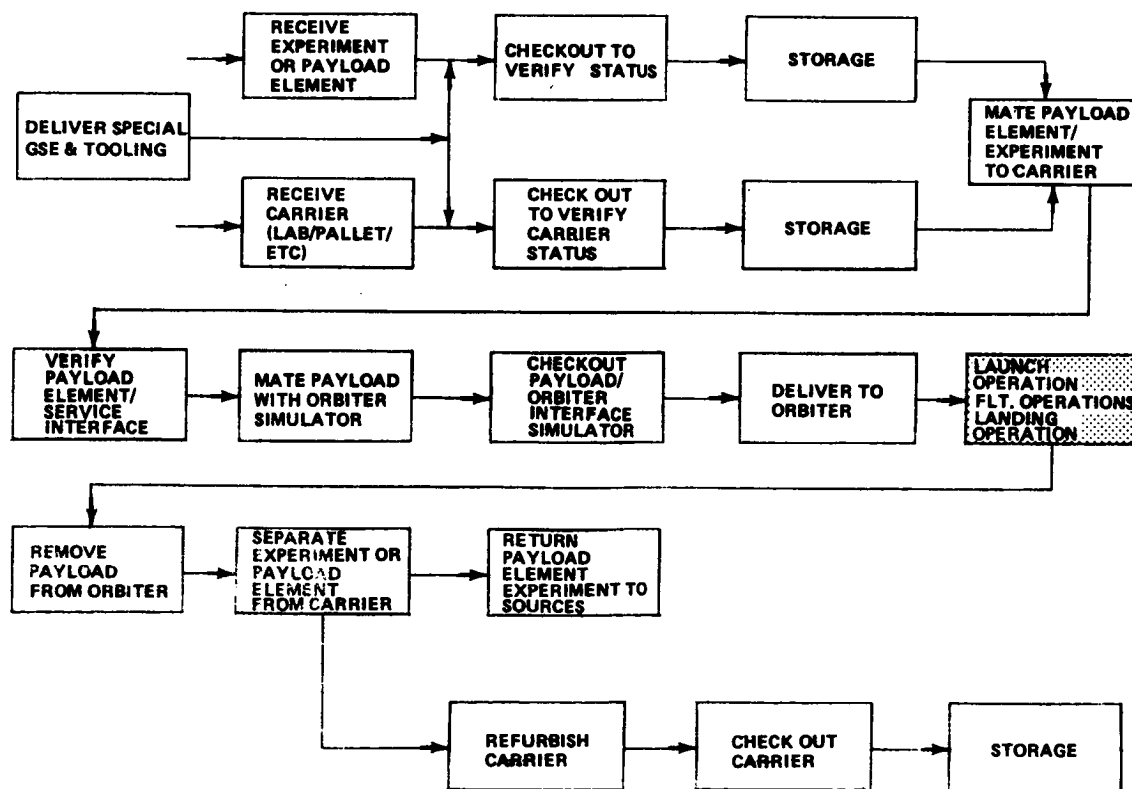 RECEIVE
EXPERIMENT
OR PAYLOAD
ELEMENT
CHECKOUT TO
VERIFY STATUS
STORAGE
DELIVER SPECIAL
GSE & TOOLING
MATE PAYLOAD
ELEMENT/
EXPERIMENT
TO CARRIER
RECEIVE
CARRIER
(LAB/PALLET/
ETC)
CHECK OUT
TO VERIFY
CARRIER
STATUS
STORAGE
VERIFY
PAYLOAD
ELEMENT/
SERVICE
INTERFACE
MATE PAYLOAD
WITH ORBITER
SIMULATOR
CHECKOUT
PAYLOAD/
ORBITER
INTERFACE
SIMULATOR
DELIVER TO
ORBITER
LAUNCH
OPERATION
FLT. OPERATIONS
LANDING
OPERATION
REMOVE
PAYLOAD
FROM ORBITER
SEPARATE
EXPERIMENT OR
PAYLOAD
ELEMENT
FROM CARRIER
RETURN
PAYLOAD
ELEMENT
EXPERIMENT TO
SOURCES
REFURBISH
CARRIER
CHECK OUT
CARRIER
STORAGE